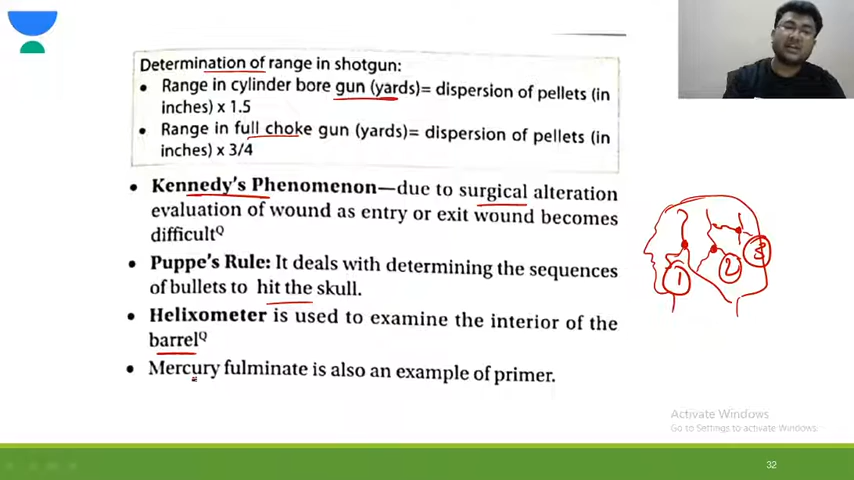 Determination of range in shotgun:
• Range in cylinder bore gun (yards)= dispersion of pellets (in
inches) x 1.5
• Range in full choke gun (yards)= dispersion of pellets (in
inches) x 3/4
• Kennedy's Phenomenon—due to surgical alteration
evaluation of wound as entry or exit wound becomes
difficultQ
• Puppe's Rule: It deals with determining the sequences
of bullets to hit the skull.
• Helixometer is used to examine the interior of the
barrelQ
• Mercury fulminate is also an example of primer.
1
2
3
Activate Windows
Go to Settings to activate Windows.
32